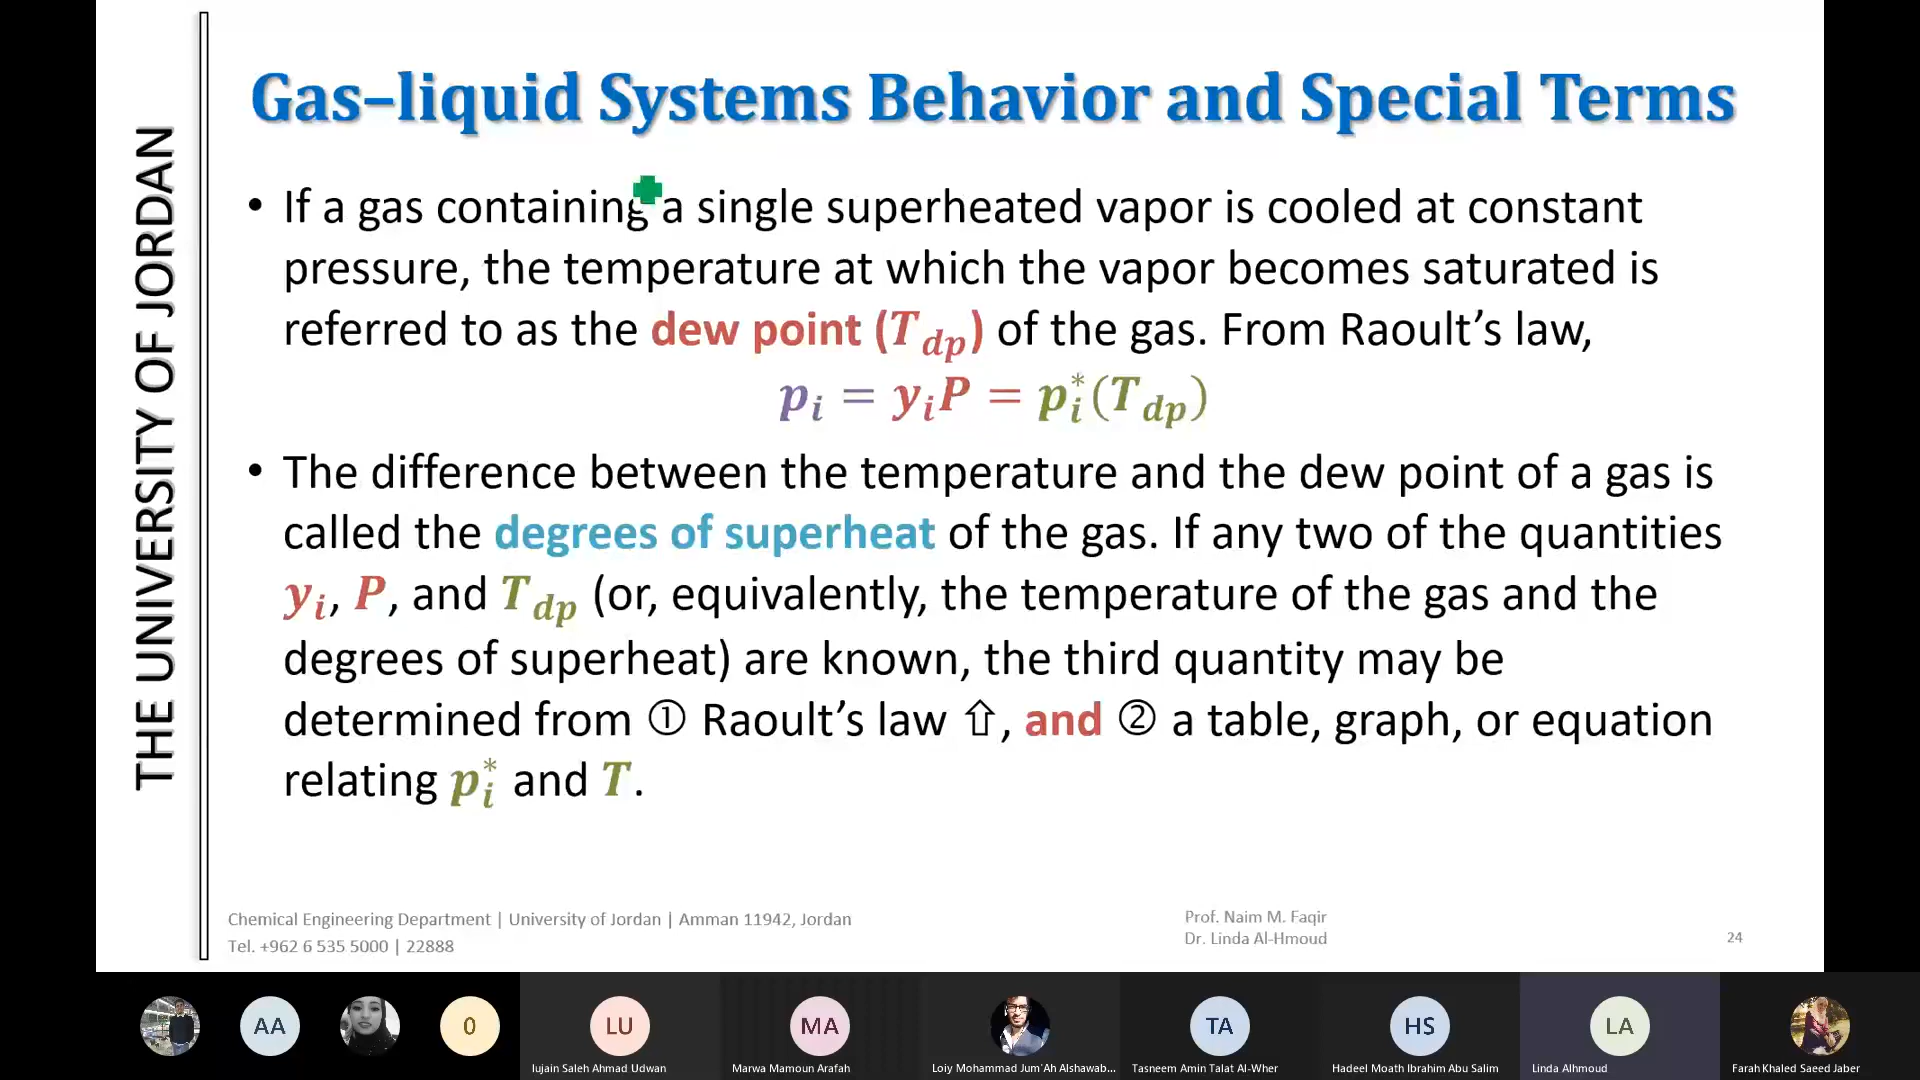 THE UNIVERSITY OF JORDAN
Gas–liquid Systems Behavior and Special Terms
• If a gas containing a single superheated vapor is cooled at constant
pressure, the temperature at which the vapor becomes saturated is
referred to as the dew point (T_dp) of the gas. From Raoult’s law,
p_i = y_i P = p_i^*(T_dp)
• The difference between the temperature and the dew point of a gas is
called the degrees of superheat of the gas. If any two of the quantities
y_i, P, and T_dp (or, equivalently, the temperature of the gas and the
degrees of superheat) are known, the third quantity may be
determined from ① Raoult’s law ⇧, and ② a table, graph, or equation
relating p_i^* and T.
Chemical Engineering Department | University of Jordan | Amman 11942, Jordan
Tel. +962 6 535 5000 | 22888
Prof. Naim M. Faqir
Dr. Linda Al-Hmoud
24
AA
0
LU
MA
TA
HS
LA
lujain Saleh Ahmad Udwan
Marwa Mamoun Arafah
Loiy Mohammad Jum'Ah Alshawab...
Tasneem Amin Talat Al-Wher
Hadeel Moath Ibrahim Abu Salim
Linda Alhmoud
Farah Khaled Saeed Jaber